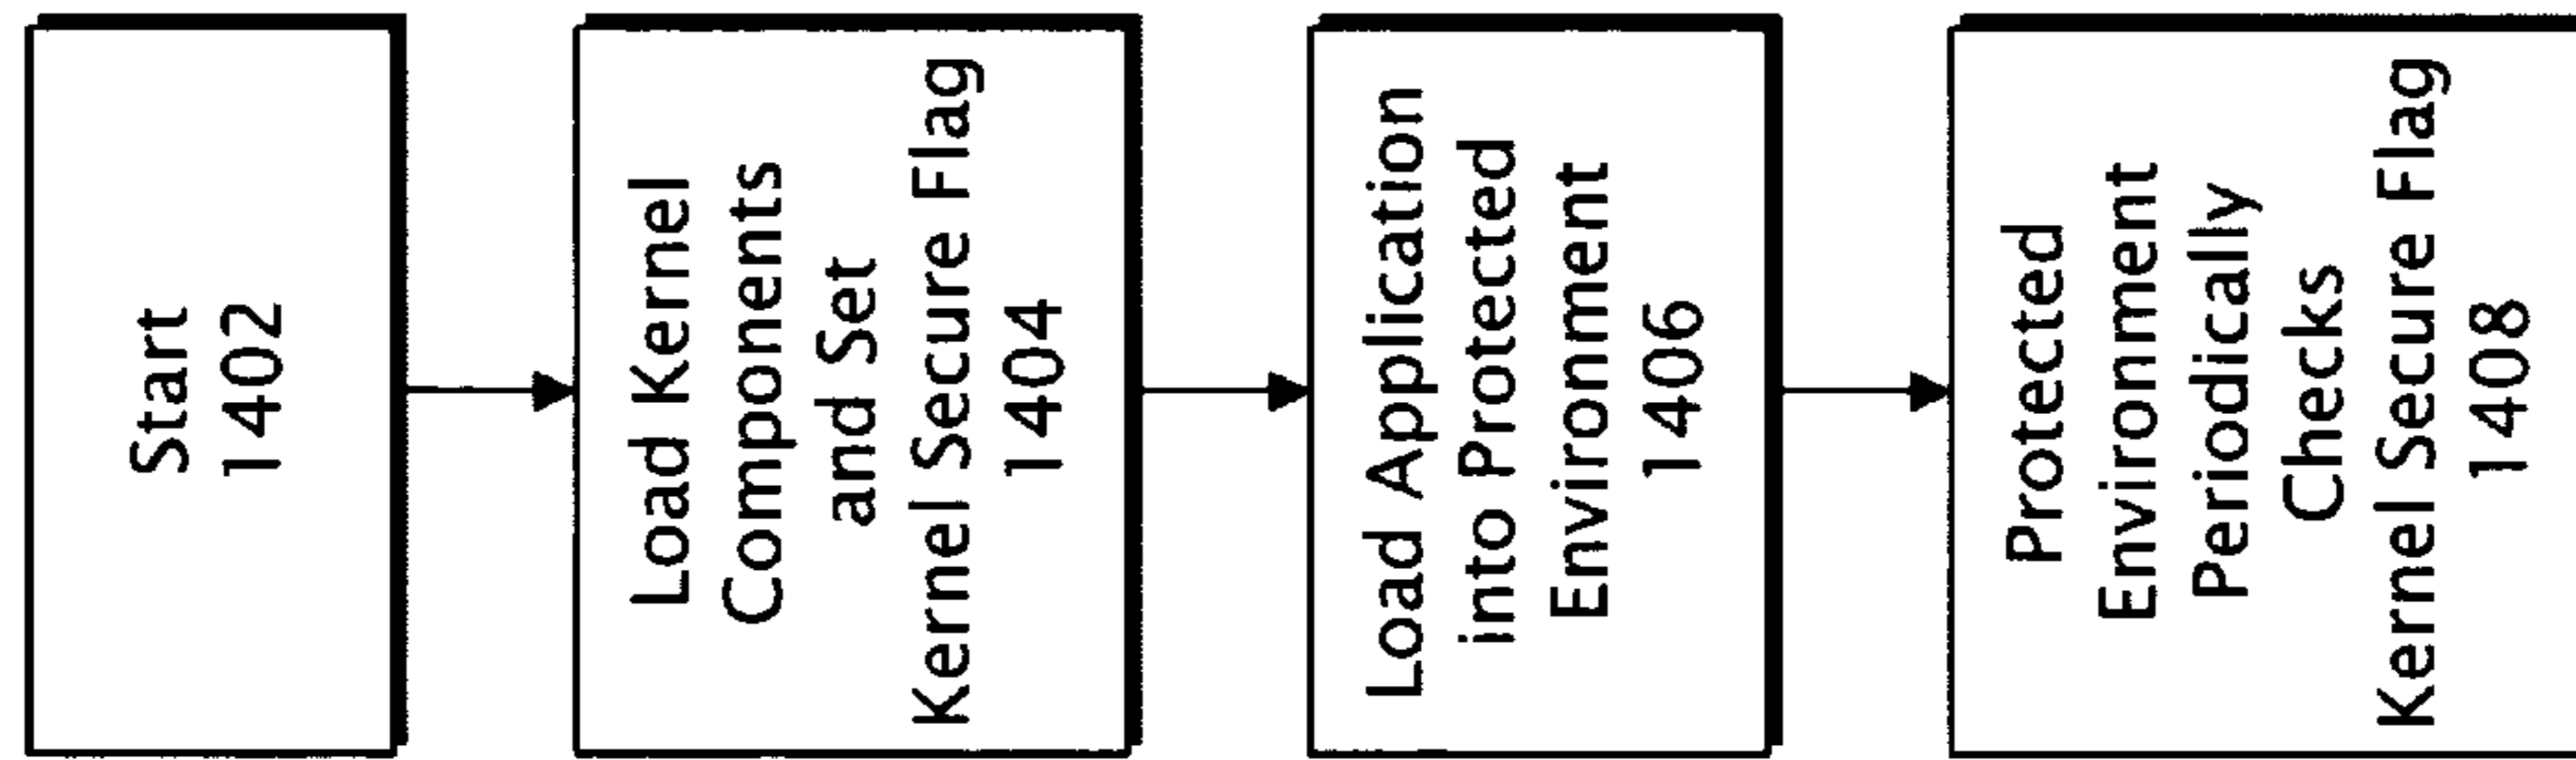 Start
1402
Load Kernel
Components
and Set
Kernel Secure Flag
1404
Load Application
into Protected
Environment
1406
Protected
Environment
Periodically
Checks
Kernel Secure Flag
1408